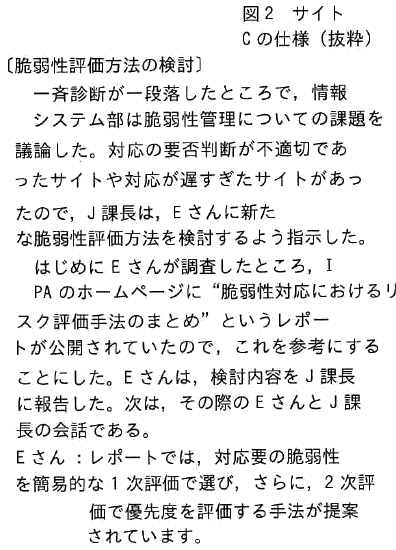 図2 サイト
Cの仕様（抜粋）
〔脆弱性評価方法の検討〕
一斉診断が一段落したところで，情報
システム部は脆弱性管理についての課題を
議論した。対応の要否判断が不適切であ
ったサイトや対応が遅すぎたサイトがあっ
たので，J課長は，Eさんに新た
な脆弱性評価方法を検討するよう指示した。
はじめにEさんが調査したところ，I
PAのホームページに“脆弱性対応におけるリ
スク評価手法のまとめ”というレポー
トが公開されていたので，これを参考にする
ことにした。Eさんは，検討内容をJ課長
に報告した。次は，その際のEさんとJ課
長の会話である。
Eさん：レポートでは，対応要の脆弱性
を簡易的な1次評価で選び，さらに，2次評
価で優先度を評価する手法が提案
されています。